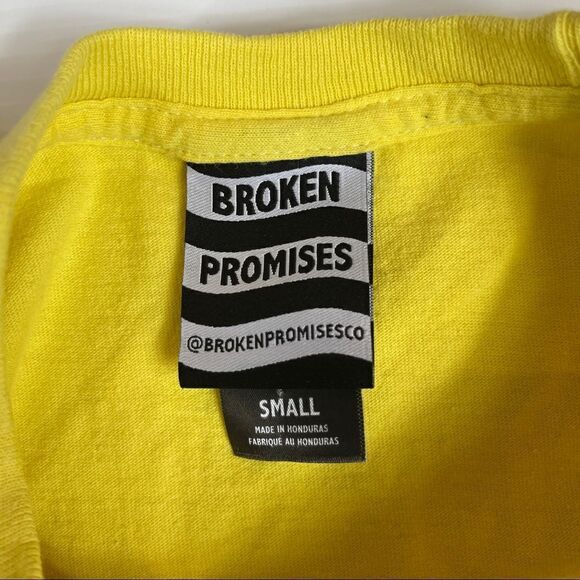 BROKEN
PROMISES
@BROKENPROMISESCO
SMALL
MADE IN HONDURAS
FABRIQUÉ AU HONDURAS